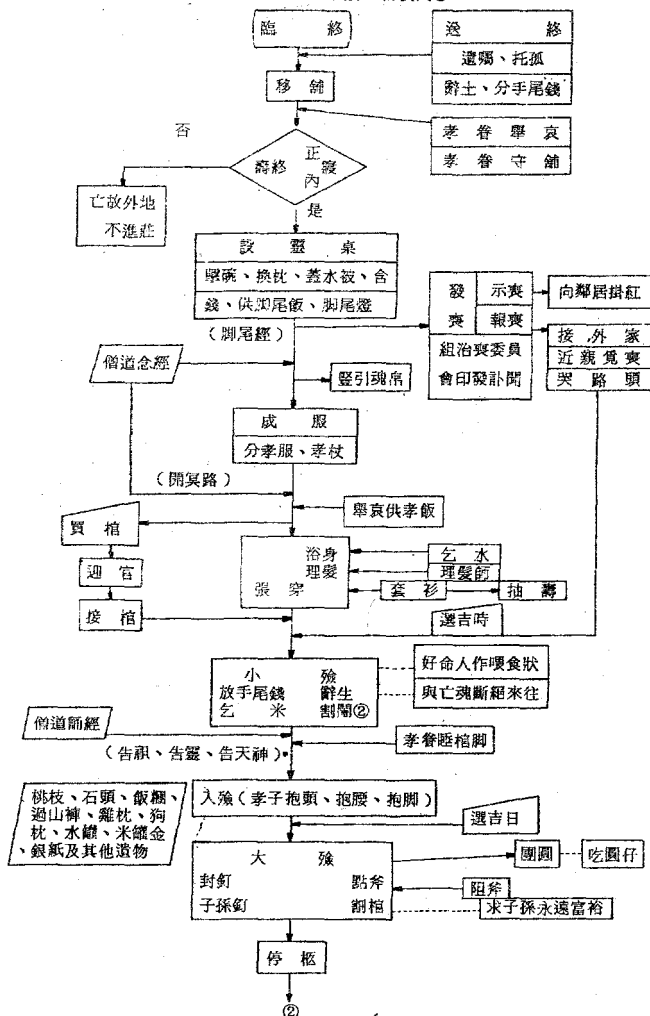 臨終
送終
遺囑、托孤
辭土、分手尾錢
移舖
孝眷舉哀
孝眷守舖
否
壽終
正
內
寢
是
亡故外地
不進莊
設靈桌
換枕、蓋水被、含
錢、供脚尾飯、脚尾燈
(脚尾經)
發喪
示喪
報喪
組治喪委員
會印發訃聞
向鄰居掛紅
接外家
近親奔喪
哭路頭
僧道念經
豎引魂帛
成服
分孝服、孝杖
(開冥路)
舉哀供孝飯
買棺
迎官
接棺
浴身
理髮
張穿
乞水
理髮師
套衫
抽壽
選吉時
小殮
放手尾錢 辭生
乞米 割鬮②
好命人作喂食狀
與亡魂斷絕來往
僧道誦經
(告祖、告靈、告天神)
孝眷睡棺脚
桃枝、石頭、飯糰、
過山褲、雞枕、狗
枕、水罐、米罐金
、銀紙及其他遺物
入殮(孝子抱頭、抱腰、抱脚)
選吉日
大殮
封釘 點斧
子孫釘 割棺
團圓
吃圓仔
阻斧
求子孫永遠富裕
停柩
②